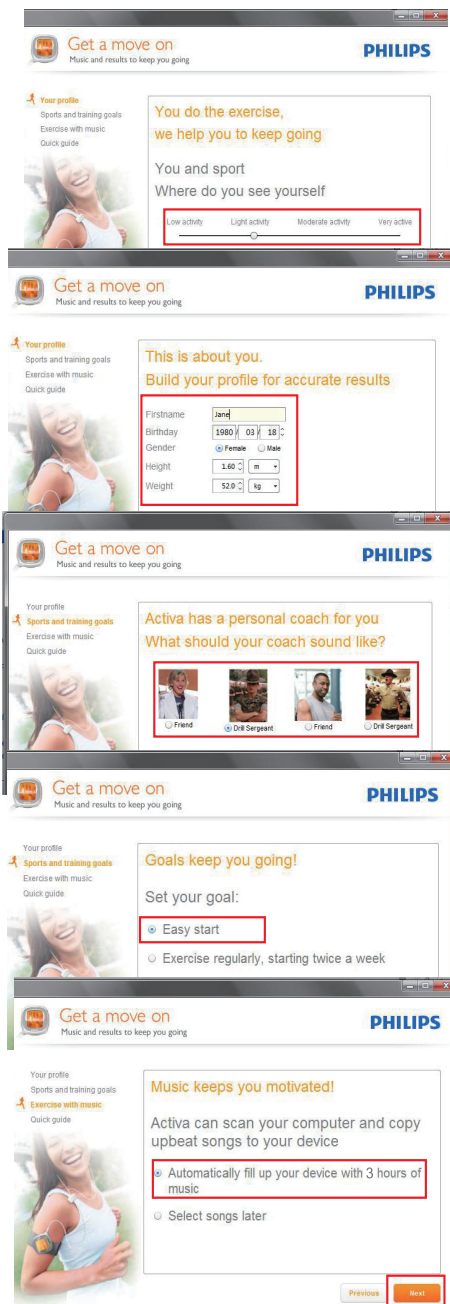 Get a move on
Music and results to keep you going
PHILIPS
Your profile
Sports and training goals
Exercise with music
Quick guide
You do the exercise,
we help you to keep going
You and sport
Where do you see yourself
Low activity Light activity Moderate activity Very active
Get a move on
Music and results to keep you going
PHILIPS
Your profile
Sports and training goals
Exercise with music
Quick guide
This is about you.
Build your profile for accurate results
Firstname Jane
Birthday 1980 / 03 / 18
Gender Female Male
Height 1.60 m
Weight 52.0 kg
Get a move on
Music and results to keep you going
PHILIPS
Your profile
Sports and training goals
Exercise with music
Quick guide
Activa has a personal coach for you
What should your coach sound like?
Friend Drill Sergeant Friend Drill Sergeant
Get a move on
Music and results to keep you going
PHILIPS
Your profile
Sports and training goals
Exercise with music
Quick guide
Goals keep you going!
Set your goal:
Easy start
Exercise regularly, starting twice a week
Get a move on
Music and results to keep you going
PHILIPS
Your profile
Sports and training goals
Exercise with music
Quick guide
Music keeps you motivated!
Activa can scan your computer and copy
upbeat songs to your device
Automatically fill up your device with 3 hours of
music
Select songs later
Previous Next